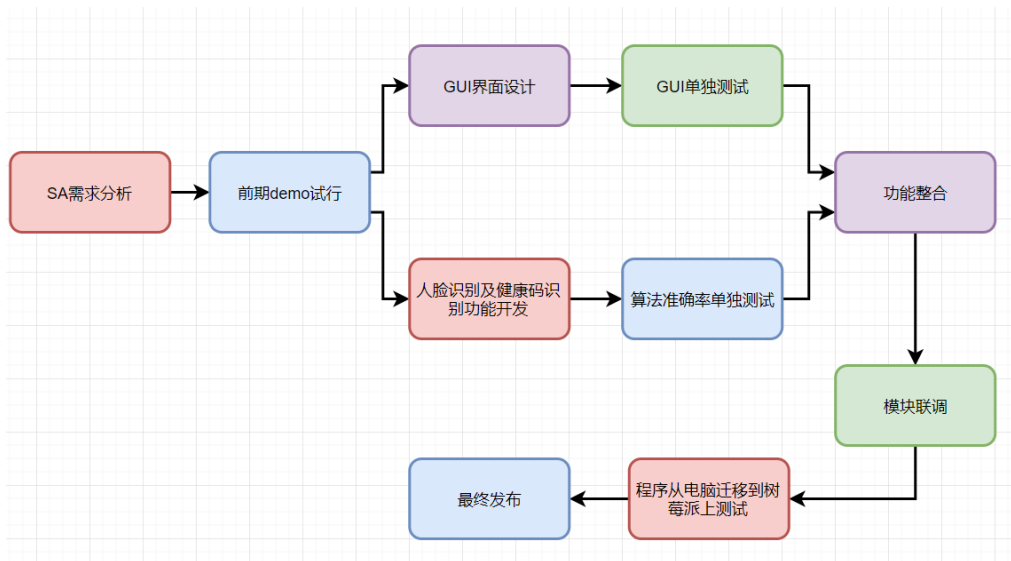 SA需求分析
前期demo试行
GUI界面设计
GUI单独测试
人脸识别及健康码识
别功能开发
算法准确率单独测试
功能整合
模块联调
程序从电脑迁移到树
莓派上测试
最终发布